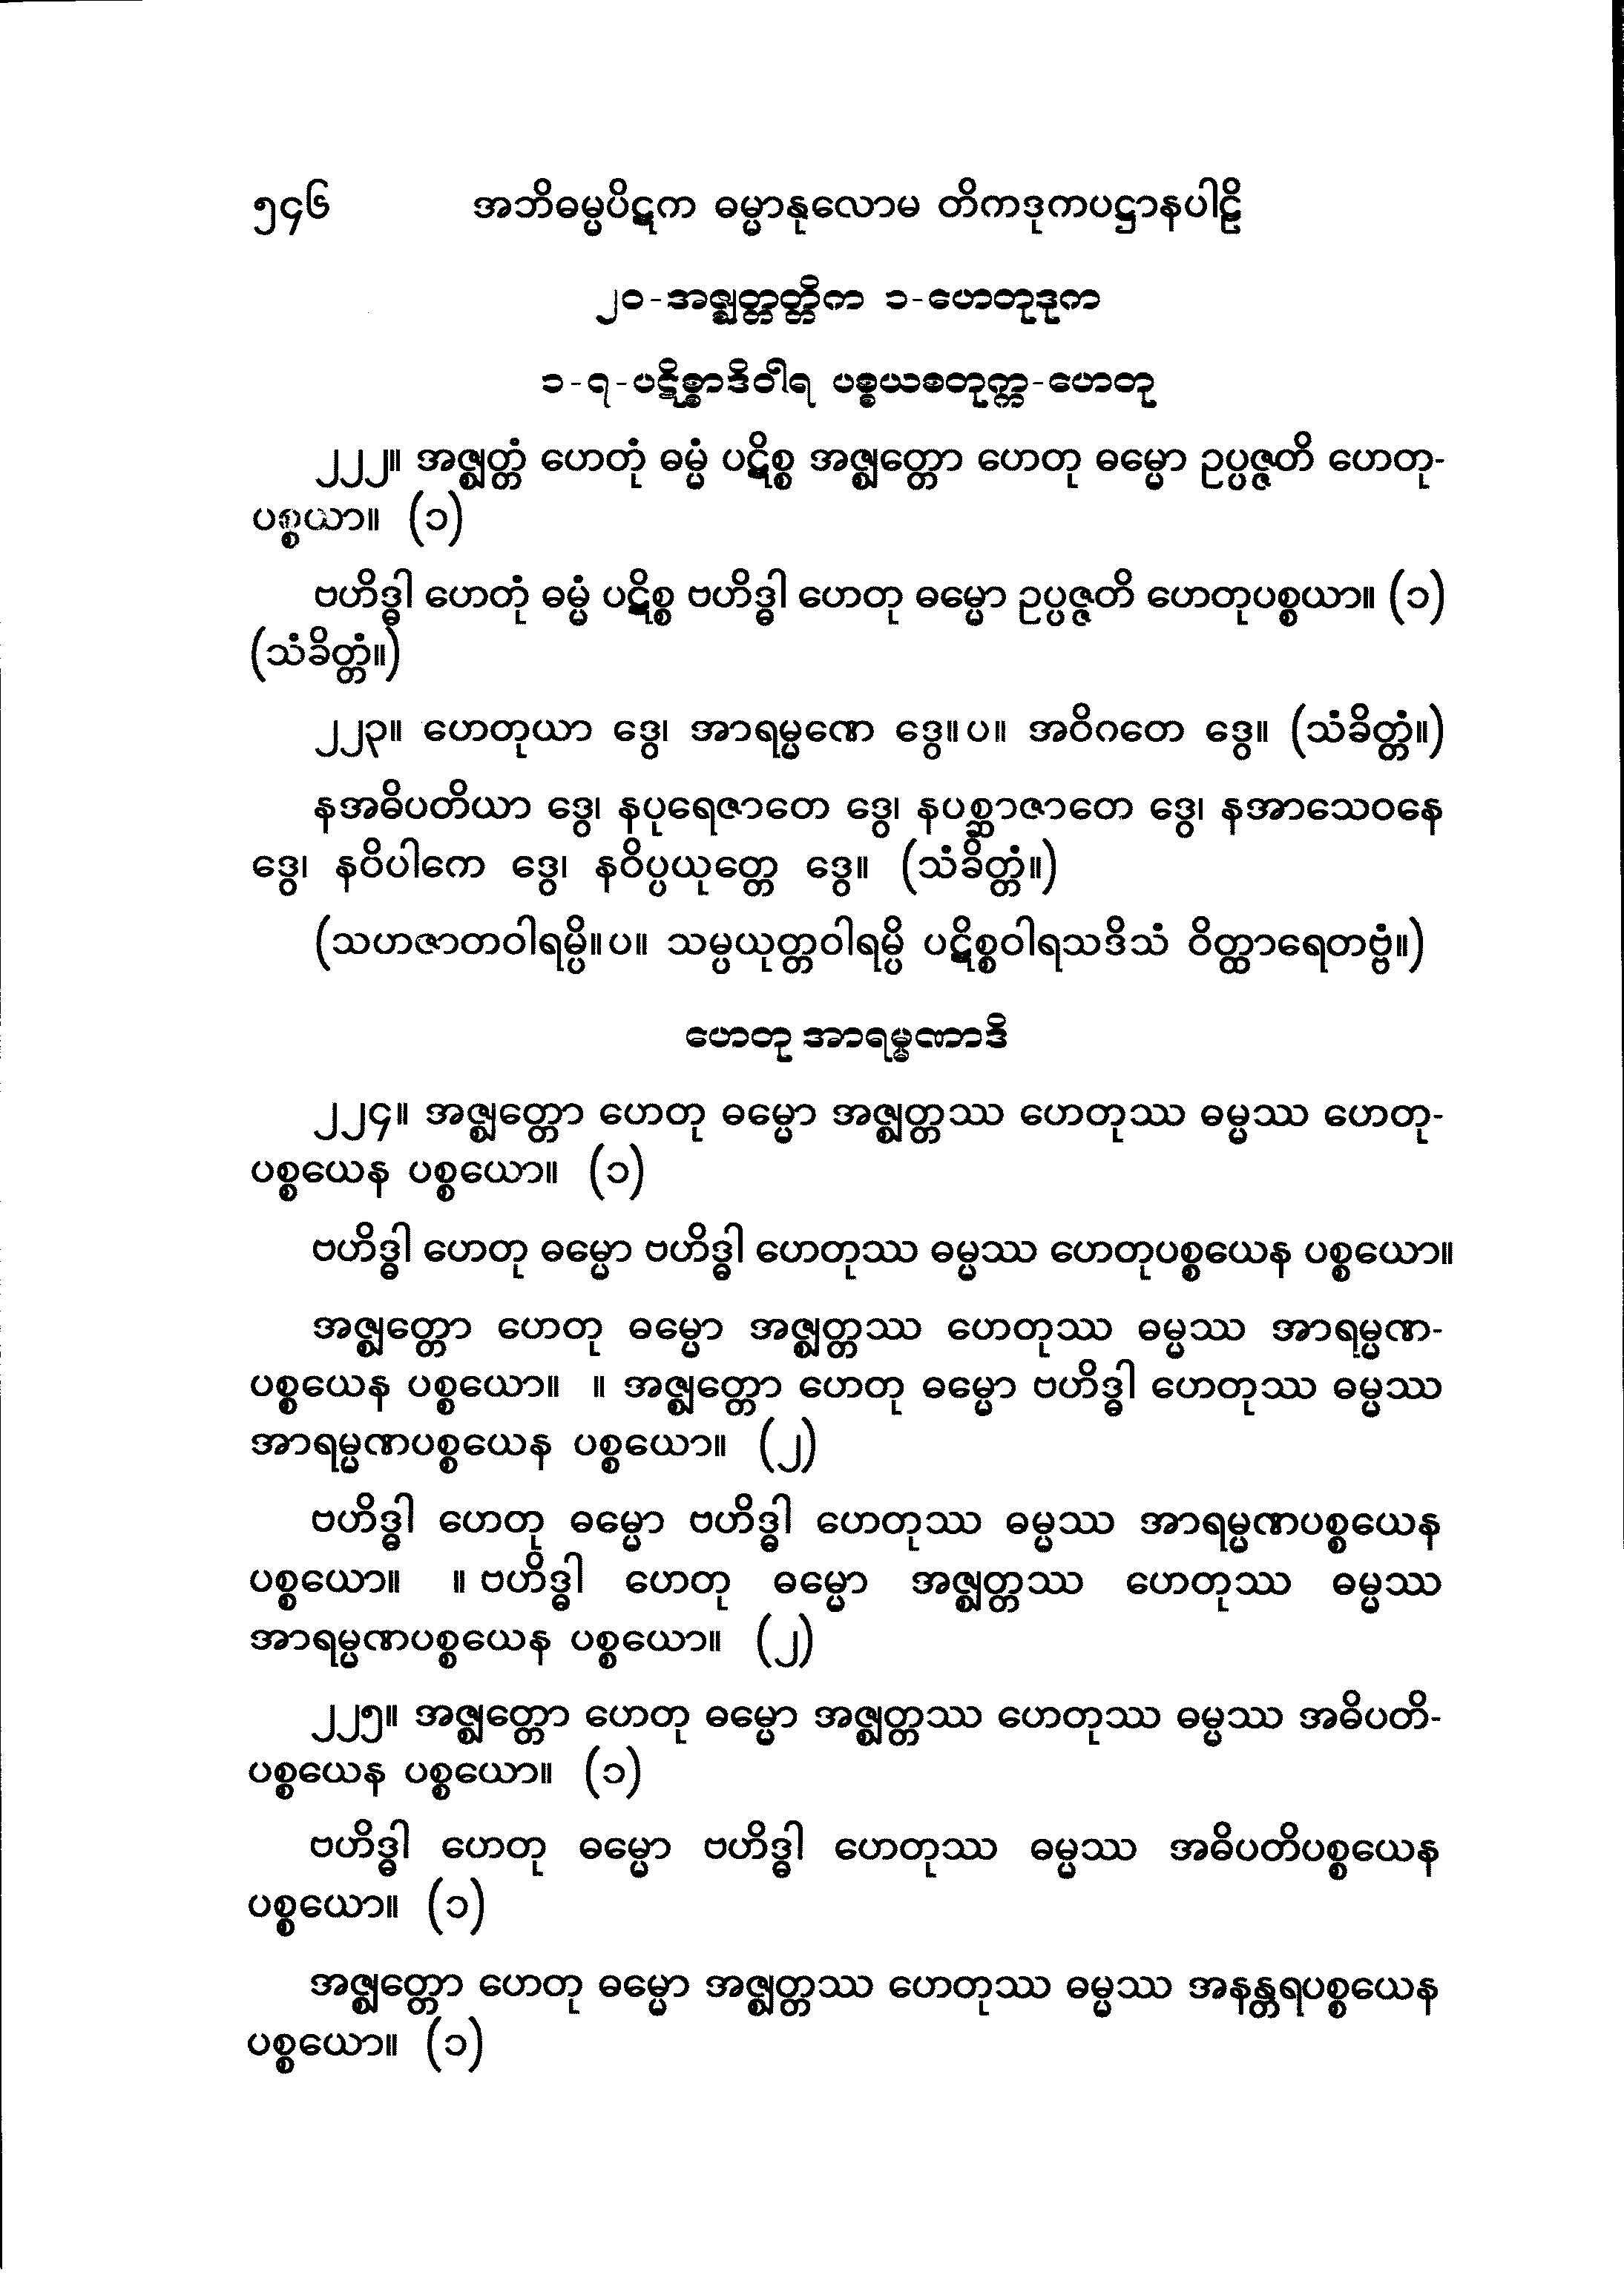 ၅၄၆ အဘိဓမ္မပိဋက ဓမ္မာနုလောမ တိကဒုကပဋ္ဌာနပါဠိ
၂၀-အဇ္ဈတ္တတ္တိက ၁-ဟေတုဒုက
၁-၇-ပဋိစ္စာဒိဝါရ ပစ္စယစတုက္က-ဟေတု
၂၂၂။ အဇ္ဈတ္တံ ဟေတုံ ဓမ္မံ ပဋိစ္စ အဇ္ဈတ္တော ဟေတု ဓမ္မော ဥပ္ပဇ္ဇတိ ဟေတု-
ပစ္စယာ။ (၁)
ဗဟိဒ္ဓါ ဟေတုံ ဓမ္မံ ပဋိစ္စ ဗဟိဒ္ဓါ ဟေတု ဓမ္မော ဥပ္ပဇ္ဇတိ ဟေတုပစ္စယာ။ (၁)
(သံခိတ္တံ။)
၂၂၃။ ဟေတုယာ ဒွေ၊ အာရမ္မဏေ ဒွေ။ပ။ အဝိဂတေ ဒွေ။ (သံခိတ္တံ။)
နအဓိပတိယာ ဒွေ၊ နပုရေဇာတေ ဒွေ၊ နပစ္ဆာဇာတေ ဒွေ၊ နအာသေဝနေ
ဒွေ၊ နဝိပါကေ ဒွေ၊ နဝိပ္ပယုတ္တေ ဒွေ။ (သံခိတ္တံ။)
(သဟဇာတဝါရမ္ပိ။ပ။ သမ္ပယုတ္တဝါရမ္ပိ ပဋိစ္စဝါရသဒိသံ ဝိတ္ထာရေတဗ္ဗံ။)
ဟေတု အာရမ္မဏာဒိ
၂၂၄။ အဇ္ဈတ္တော ဟေတု ဓမ္မော အဇ္ဈတ္တဿ ဟေတုဿ ဓမ္မဿ ဟေတု-
ပစ္စယေန ပစ္စယော။ (၁)
ဗဟိဒ္ဓါ ဟေတု ဓမ္မော ဗဟိဒ္ဓါ ဟေတုဿ ဓမ္မဿ ဟေတုပစ္စယေန ပစ္စယော။
အဇ္ဈတ္တော ဟေတု ဓမ္မော အဇ္ဈတ္တဿ ဟေတုဿ ဓမ္မဿ အာရမ္မဏ-
ပစ္စယေန ပစ္စယော။ ။ အဇ္ဈတ္တော ဟေတု ဓမ္မော ဗဟိဒ္ဓါ ဟေတုဿ ဓမ္မဿ
အာရမ္မဏပစ္စယေန ပစ္စယော။ (၂)
ဗဟိဒ္ဓါ ဟေတု ဓမ္မော ဗဟိဒ္ဓါ ဟေတုဿ ဓမ္မဿ အာရမ္မဏပစ္စယေန
ပစ္စယော။ ။ ဗဟိဒ္ဓါ ဟေတု ဓမ္မော အဇ္ဈတ္တဿ ဟေတုဿ ဓမ္မဿ
အာရမ္မဏပစ္စယေန ပစ္စယော။ (၂)
၂၂၅။ အဇ္ဈတ္တော ဟေတု ဓမ္မော အဇ္ဈတ္တဿ ဟေတုဿ ဓမ္မဿ အဓိပတိ-
ပစ္စယေန ပစ္စယော။ (၁)
ဗဟိဒ္ဓါ ဟေတု ဓမ္မော ဗဟိဒ္ဓါ ဟေတုဿ ဓမ္မဿ အဓိပတိပစ္စယေန
ပစ္စယော။ (၁)
အဇ္ဈတ္တော ဟေတု ဓမ္မော အဇ္ဈတ္တဿ ဟေတုဿ ဓမ္မဿ အနန္တရပစ္စယေန
ပစ္စယော။ (၁)